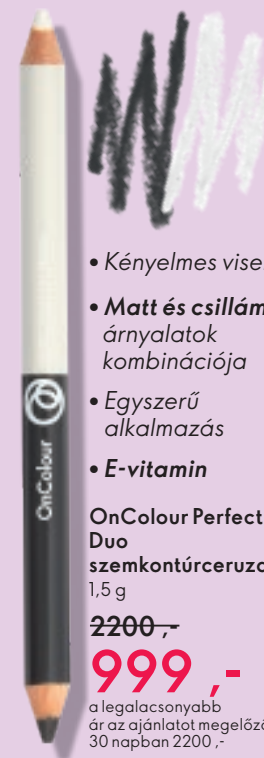 • Kényelmes vise
• Matt és csillám
árnyalatok
kombinációja
• Egyszerű
alkalmazás
• E-vitamin
OnColour
OnColour Perfect
Duo
szemkontúrceruza
1,5 g
2200 ,-
999 ,-
a legalacsonyabb
ár az ajánlatot megelőző
30 napban 2200 ,-